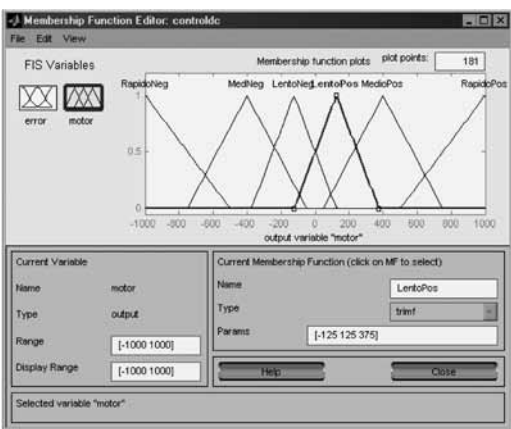 Membership Function Editor: controldc
File Edit View
FIS Variables
Membership function plots plot points: 181
error
motor
RapidoNeg MedNeg LentoNeg LentoPos MedioPos RapidoPos
1
0.5
0
-1000 -800 -600 -400 -200 0 200 400 600 800 1000
output variable "motor"
Current Variable
Name motor
Type output
Range [-1000 1000]
Display Range [-1000 1000]
Current Membership Function (click on MF to select)
Name LentoPos
Type trimf
Params [-125 125 375]
Help Close
Selected variable "motor"